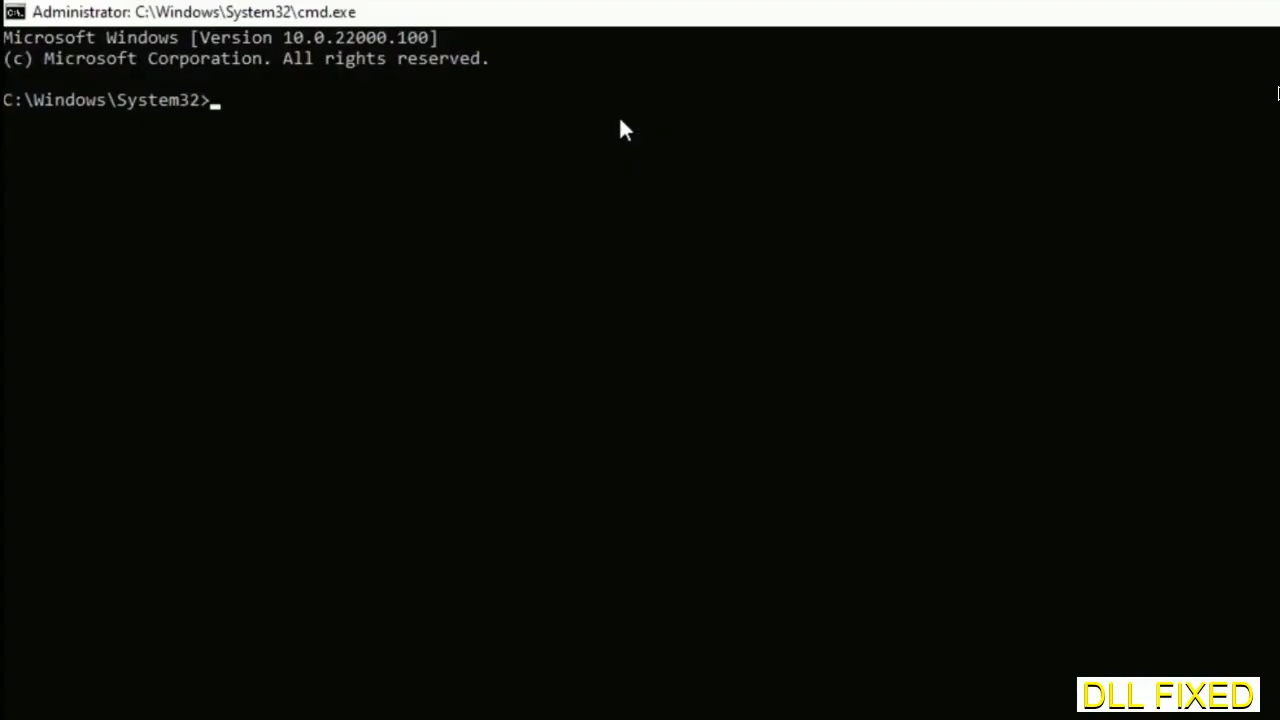 Administrator: C:\Windows\System32\cmd.exe
Microsoft Windows [Version 10.0.22000.100]
(c) Microsoft Corporation. All rights reserved.
C:\Windows\System32>
DLL FIXED